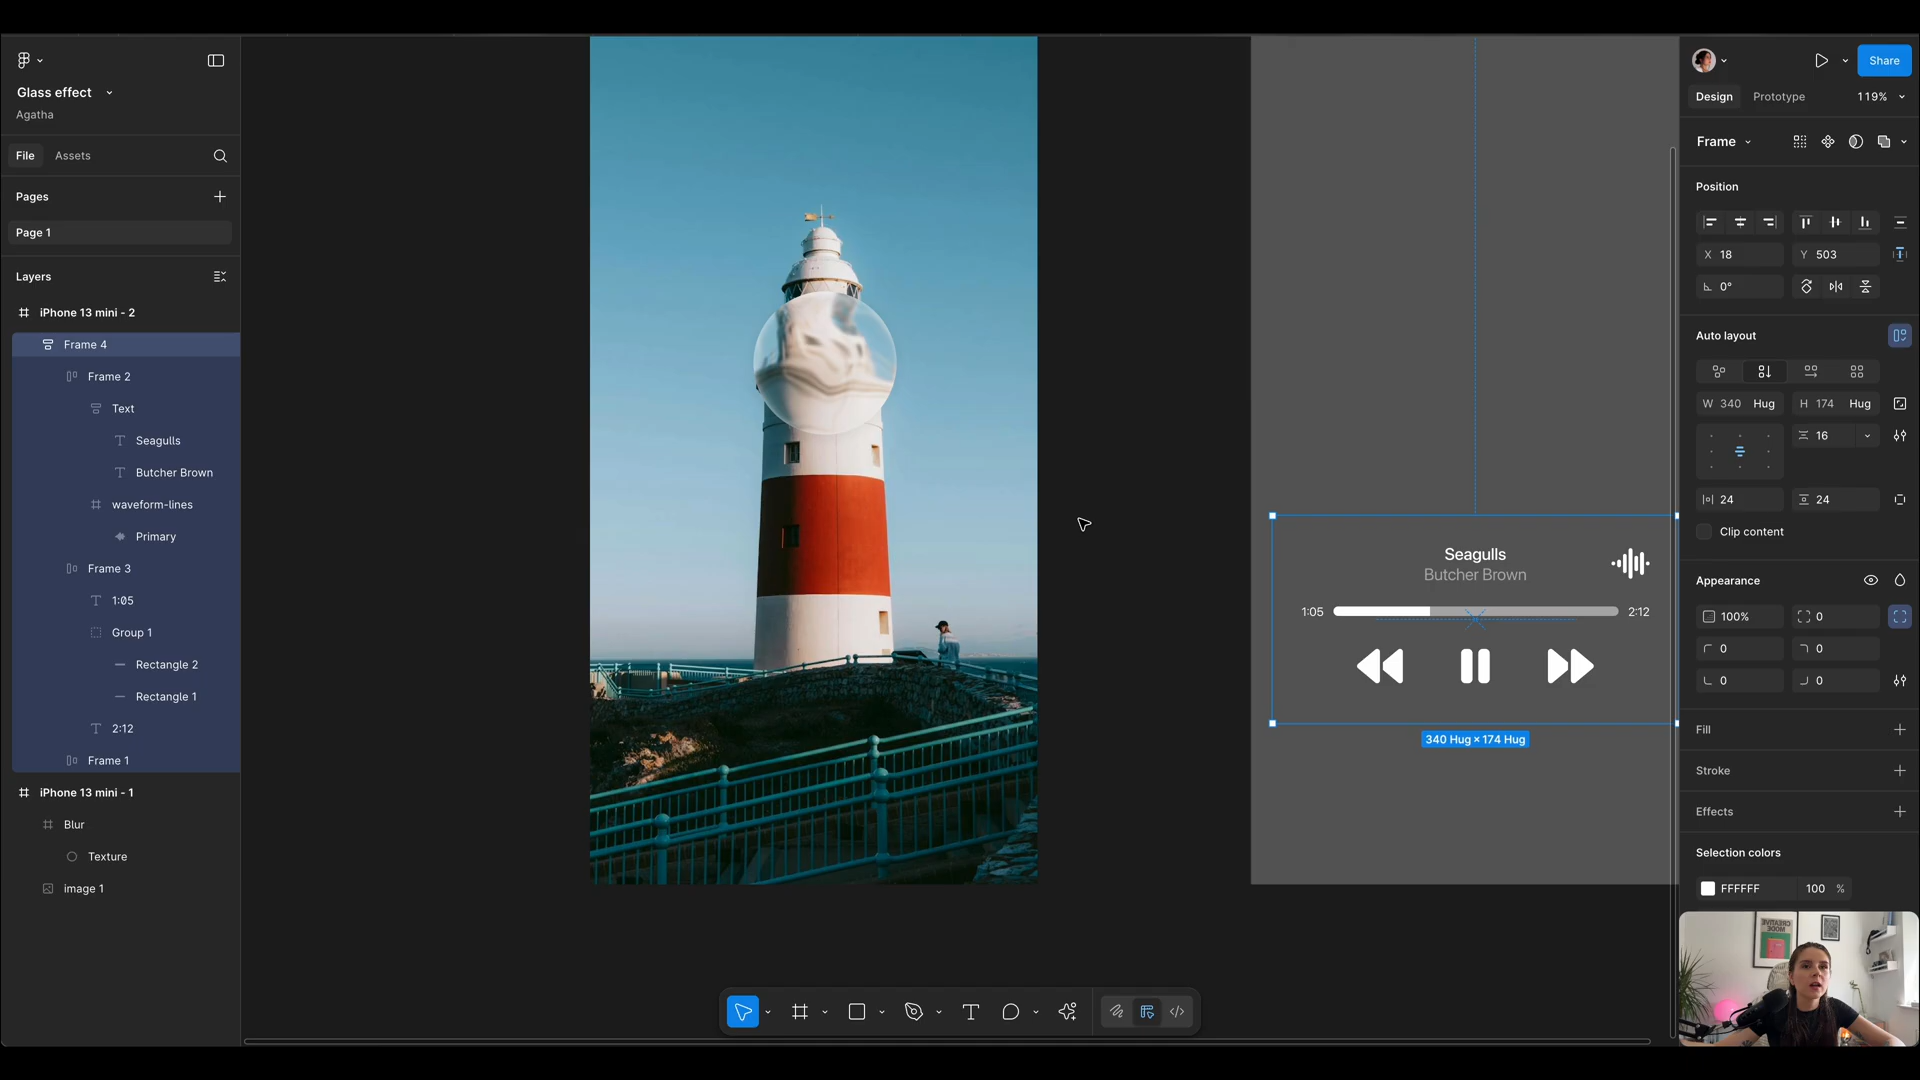 Glass effect
Agatha
File
Assets
Pages
Page 1
Layers
iPhone 13 mini - 2
Frame 4
Frame 2
Text
Seagulls
Butcher Brown
waveform-lines
Primary
Frame 3
1:05
Group 1
Rectangle 2
Rectangle 1
2:12
Frame 1
iPhone 13 mini - 1
Blur
Texture
image 1
Seagulls
Butcher Brown
1:05
2:12
340 Hug × 174 Hug
Share
Design
Prototype
119%
Frame
Position
X 18
Y 503
0°
Auto layout
W 340 Hug
H 174 Hug
16
24
24
Clip content
Appearance
100%
0
0
0
0
0
Fill
Stroke
Effects
Selection colors
FFFFFF
100 %
CREATIVE
MODE